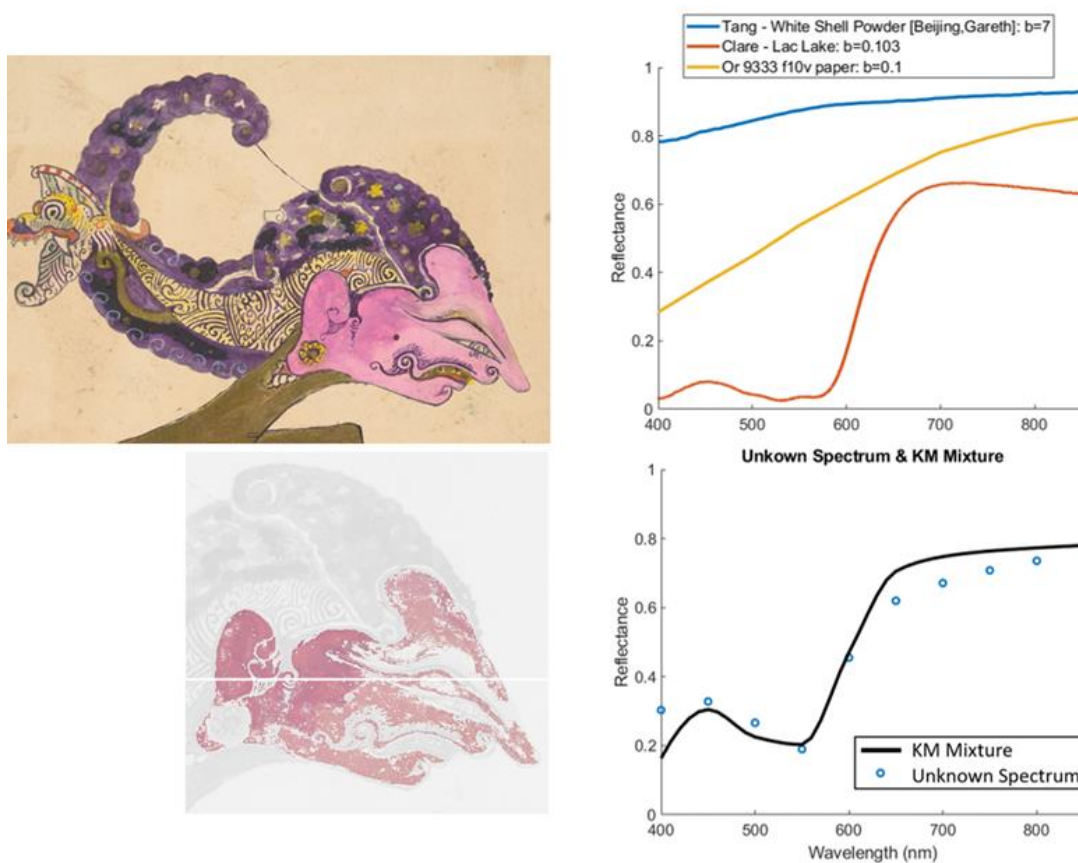 Tang - White Shell Powder [Beijing,Gareth]: b=7
Clare - Lac Lake: b=0.103
Or 9333 f10v paper: b=0.1
1
0.8
0.6
0.4
0.2
0
Reflectance
400 500 600 700 800
Unkown Spectrum & KM Mixture
1
0.8
0.6
0.4
0.2
0
Reflectance
KM Mixture
Unknown Spectrum
400 500 600 700 800
Wavelength (nm)